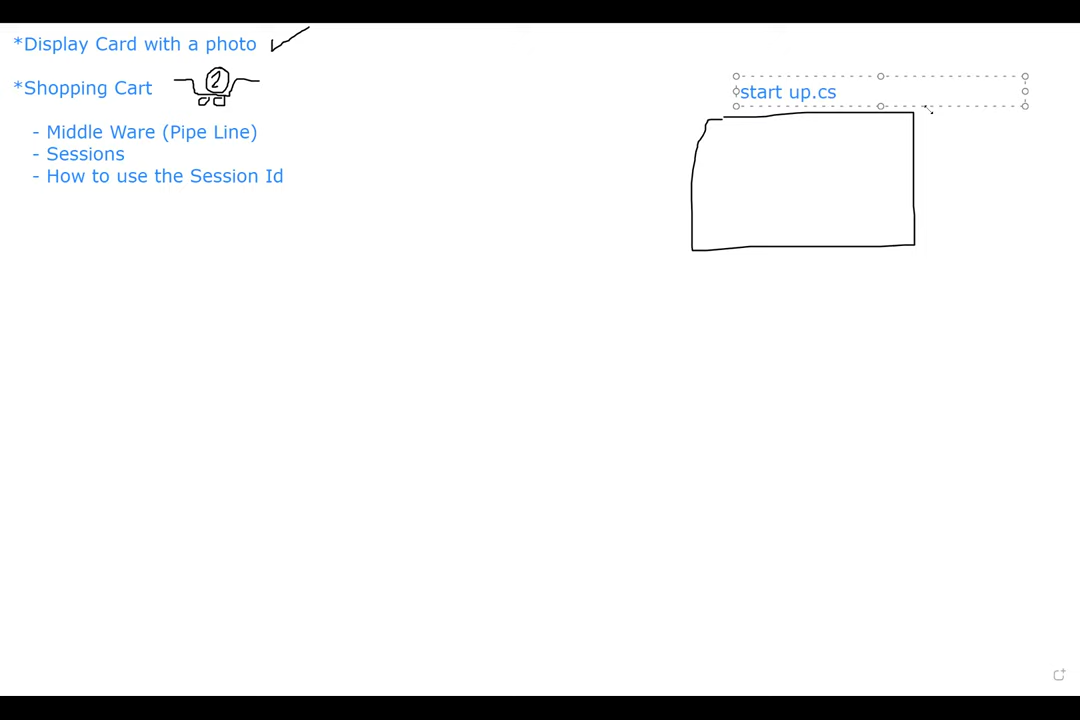 *Display Card with a photo
*Shopping Cart 2
- Middle Ware (Pipe Line)
- Sessions
- How to use the Session Id
start up.cs